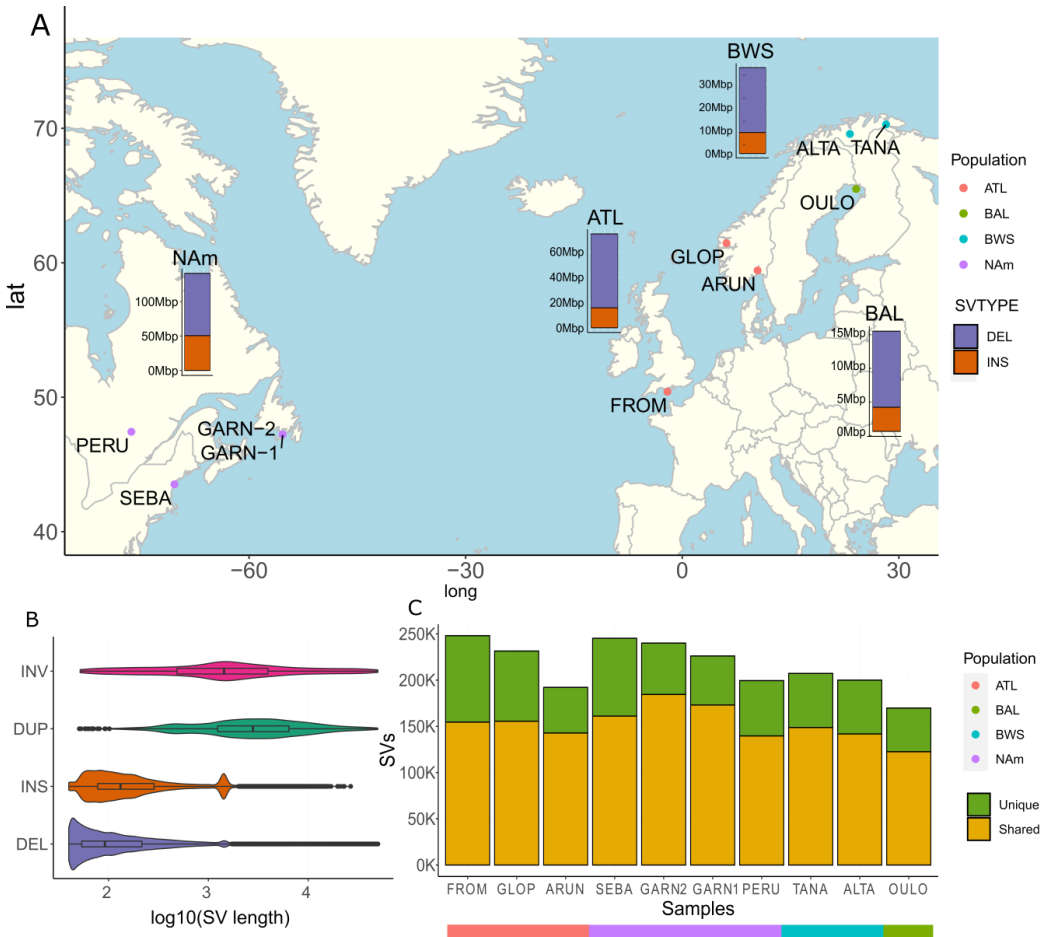 A
BWS
30Mbp
20Mbp
10Mbp
0Mbp
70
ALTA
TANA
OULO
Population
ATL
BAL
BWS
NAm
SVTYPE
DEL
INS
ATL
60Mbp
40Mbp
20Mbp
0Mbp
GLOP
ARUN
60
lat
NAm
100Mbp
50Mbp
0Mbp
BAL
15Mbp
10Mbp
5Mbp
0Mbp
FROM
50
GARN−2
GARN−1
PERU
SEBA
40
−60
−30
0
30
long
B
INV
DUP
INS
DEL
2
3
4
log10(SV length)
C
250K
200K
150K
100K
50K
0K
SVs
FROM GLOP ARUN SEBA GARN2 GARN1 PERU TANA ALTA OULO
Samples
Population
ATL
BAL
BWS
NAm
Unique
Shared